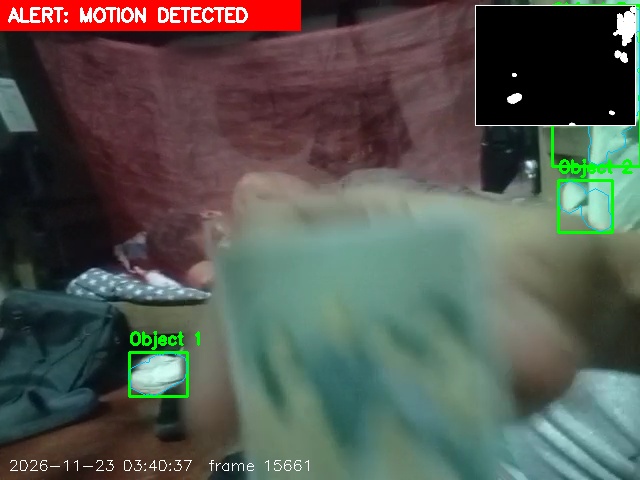 ALERT: MOTION DETECTED
Object 2
Object 1
2026-11-23 03:40:37 frame 15661